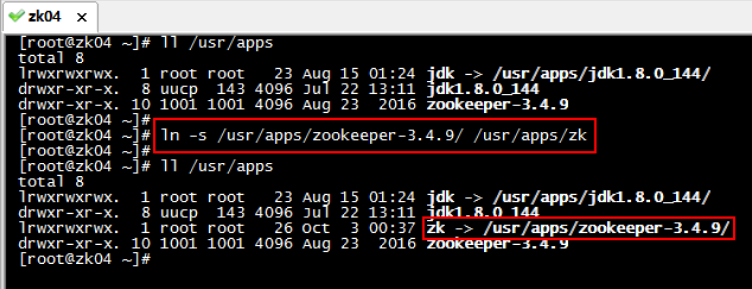 zk04 ×
[root@zk04 ~]# ll /usr/apps
total 8
lrwxrwxrwx.  1 root root   23 Aug 15 01:24 jdk -> /usr/apps/jdk1.8.0_144/
drwxr-xr-x.  8 uucp  143 4096 Jul 22 13:11 jdk1.8.0_144
drwxr-xr-x. 10 1001 1001 4096 Aug 23  2016 zookeeper-3.4.9
[root@zk04 ~]#
[root@zk04 ~]# ln -s /usr/apps/zookeeper-3.4.9/ /usr/apps/zk
[root@zk04 ~]#
[root@zk04 ~]# ll /usr/apps
total 8
lrwxrwxrwx.  1 root root   23 Aug 15 01:24 jdk -> /usr/apps/jdk1.8.0_144/
drwxr-xr-x.  8 uucp  143 4096 Jul 22 13:11 jdk1.8.0_144
lrwxrwxrwx.  1 root root   26 Oct  3 00:37 zk -> /usr/apps/zookeeper-3.4.9/
drwxr-xr-x. 10 1001 1001 4096 Aug 23  2016 zookeeper-3.4.9
[root@zk04 ~]#